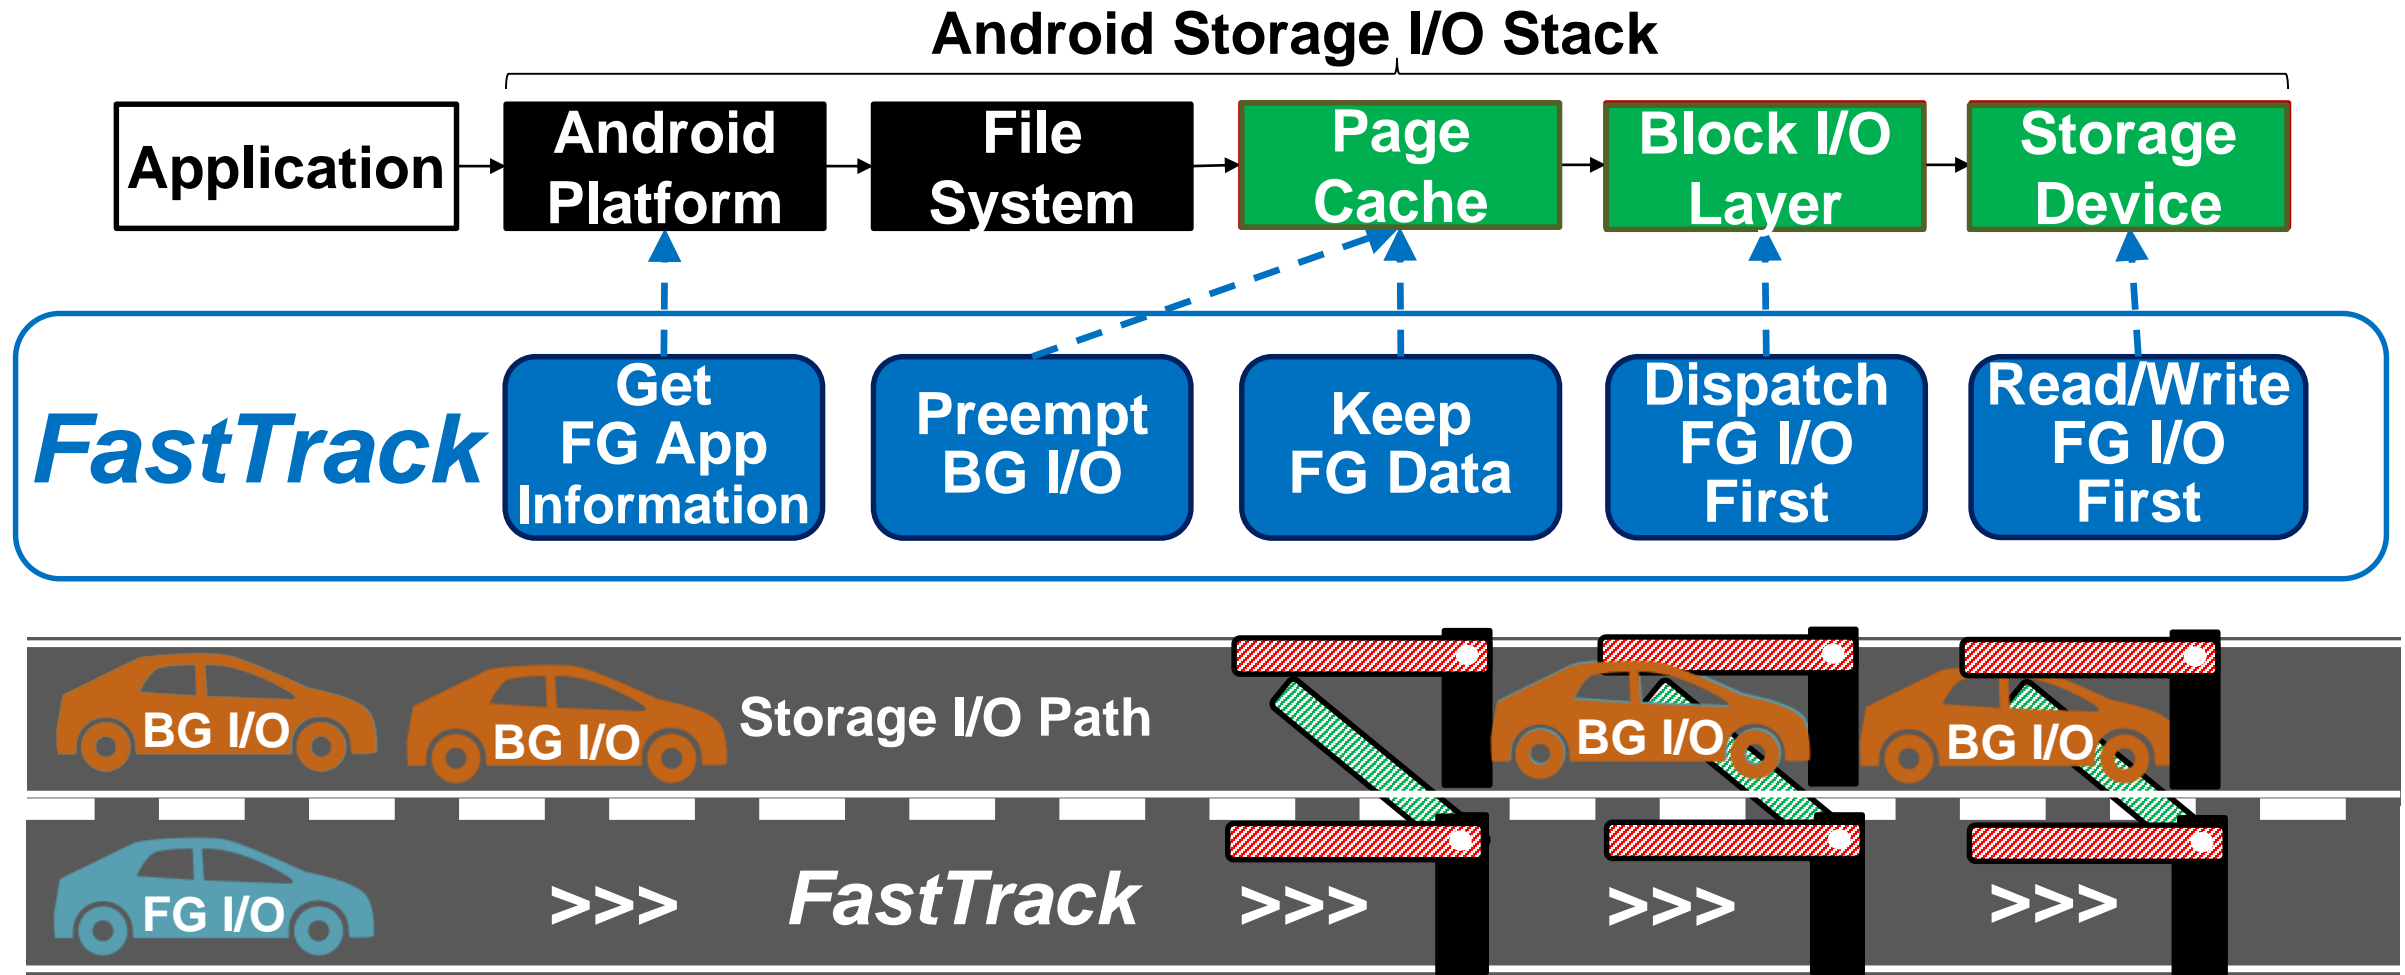 Android Storage I/O Stack
Application
Android
Platform
File
System
Page
Cache
Block I/O
Layer
Storage
Device
FastTrack
Get
FG App
Information
Preempt
BG I/O
Keep
FG Data
Dispatch
FG I/O
First
Read/Write
FG I/O
First
BG I/O
BG I/O
Storage I/O Path
BG I/O
BG I/O
FG I/O
>>>
FastTrack
>>>
>>>
>>>